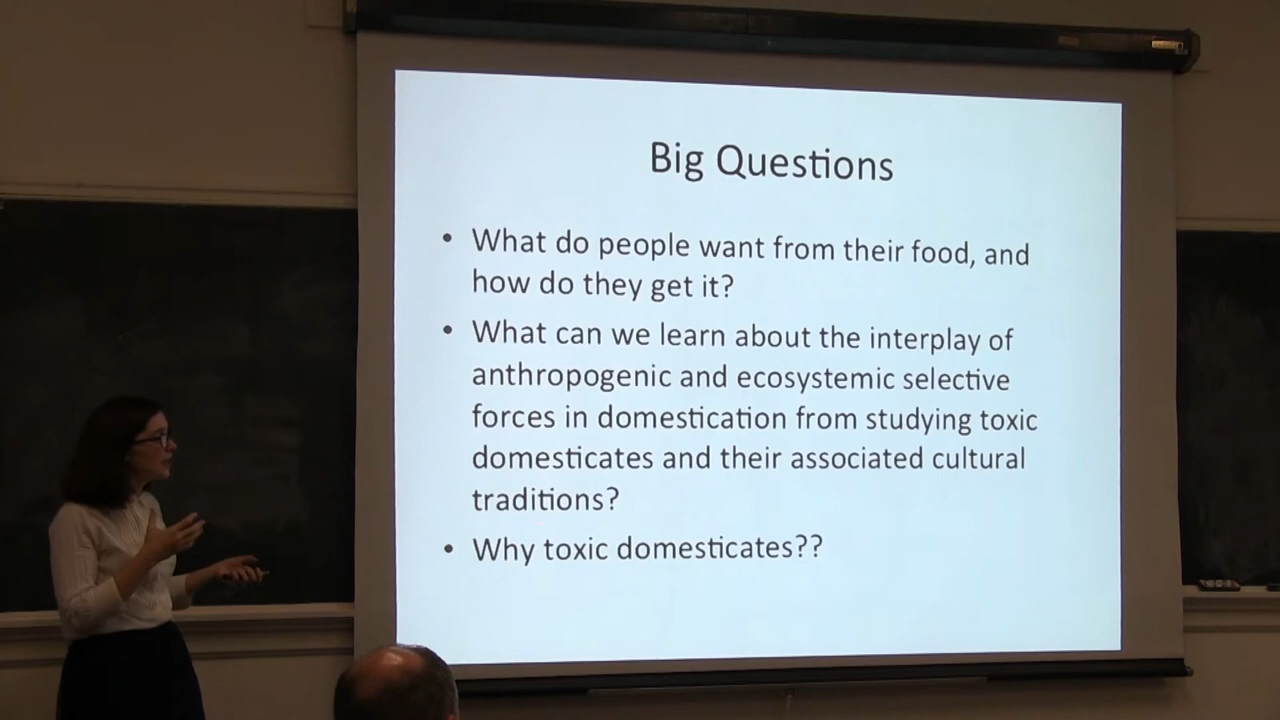 Big Questions
• What do people want from their food, and
how do they get it?
• What can we learn about the interplay of
anthropogenic and ecosystemic selective
forces in domestication from studying toxic
domesticates and their associated cultural
traditions?
• Why toxic domesticates??